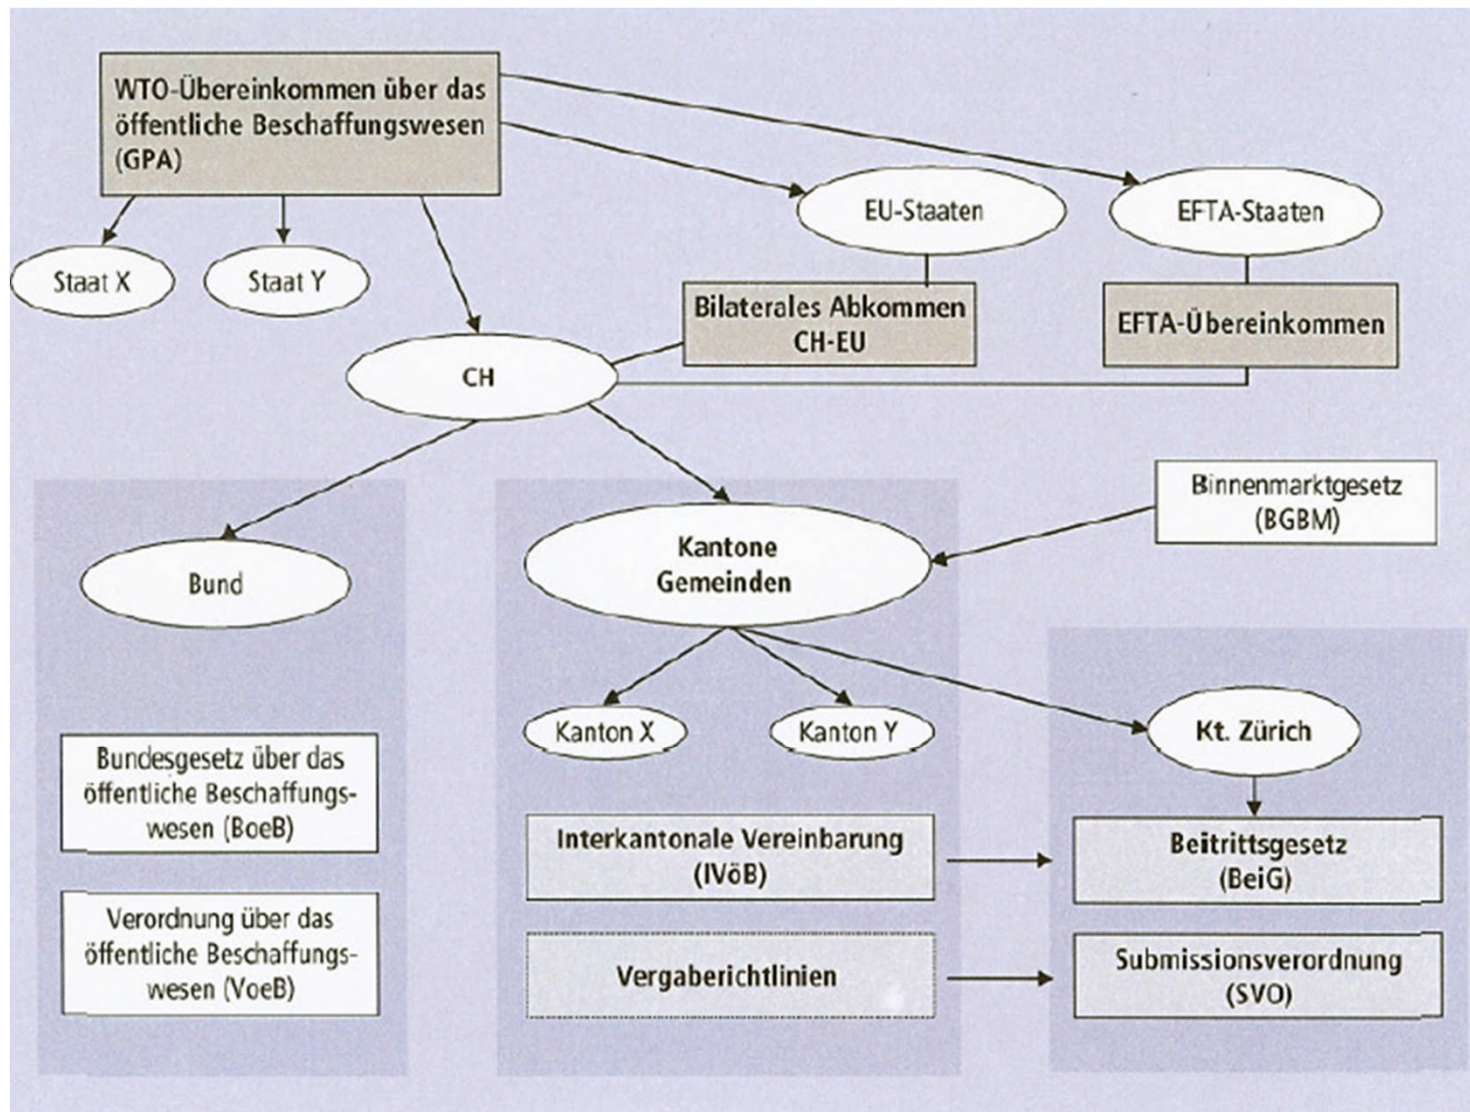 WTO-Übereinkommen über das
öffentliche Beschaffungswesen
(GPA)
EU-Staaten
EFTA-Staaten
Staat X
Staat Y
Bilaterales Abkommen
CH-EU
EFTA-Übereinkommen
CH
Binnenmarktgesetz
(BGBM)
Kantone
Gemeinden
Bund
Kanton X
Kanton Y
Kt. Zürich
Bundesgesetz über das
öffentliche Beschaffungs-
wesen (BoeB)
Interkantonale Vereinbarung
(IVöB)
Beitrittsgesetz
(BeiG)
Verordnung über das
öffentliche Beschaffungs-
wesen (VoeB)
Vergaberichtlinien
Submissionsverordnung
(SVO)